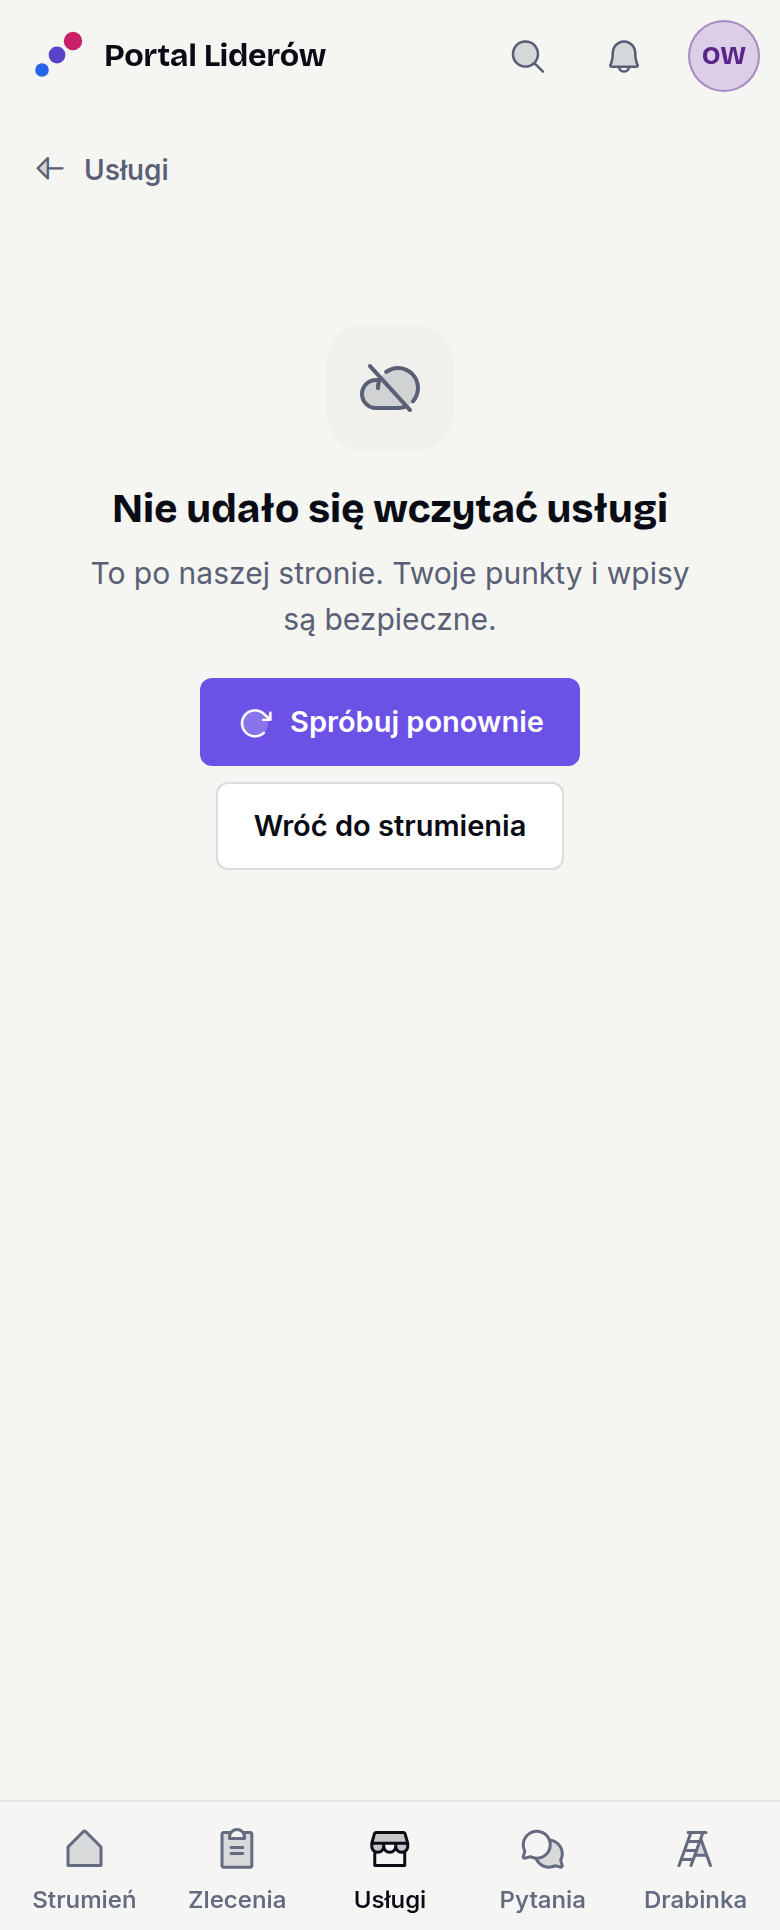 Portal Liderów
OW
Usługi
Nie udało się wczytać usługi
To po naszej stronie. Twoje punkty i wpisy
są bezpieczne.
Spróbuj ponownie
Wróć do strumienia
Strumień
Zlecenia
Usługi
Pytania
Drabinka